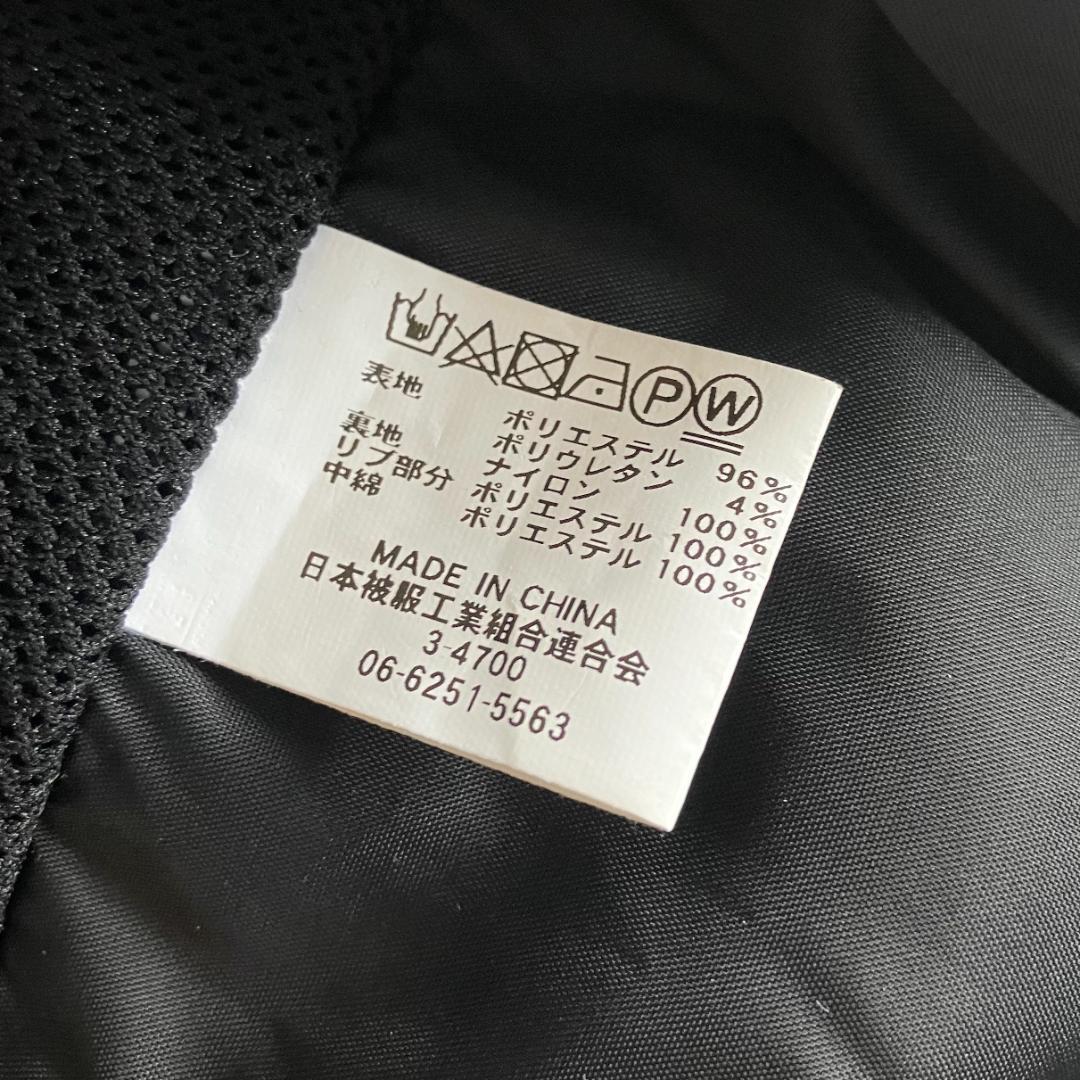 P W
表地 ポリエステル 96%
ポリウレタン 4%
裏地 ナイロン 100%
リブ部分 ポリエステル 100%
中綿 ポリエステル 100%
MADE IN CHINA
日本被服工業組合連合会
3-4700
06-6251-5563